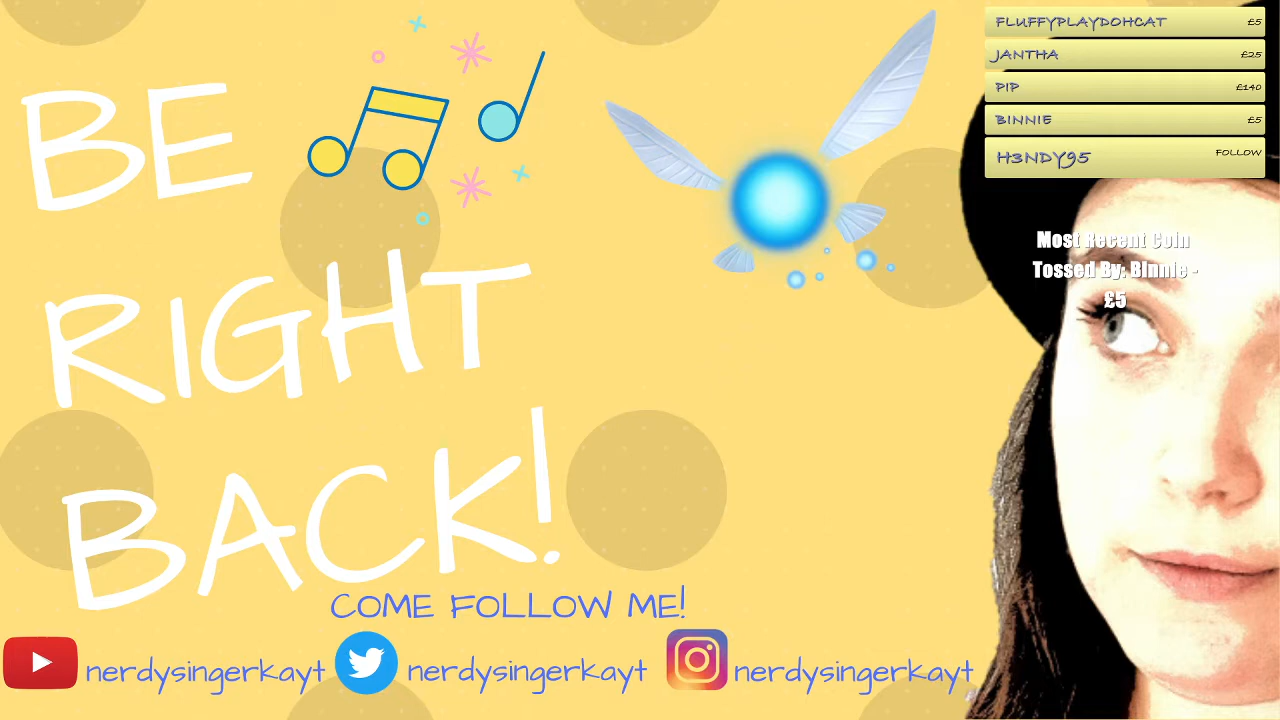 BE
RIGHT
BACK!
COME FOLLOW ME!
nerdysingerkayt
nerdysingerkayt
nerdysingerkayt
FLUFFYPLAYDOHCAT £5
JANTHA £25
PIP £140
BINNIE £5
H3NDY95 FOLLOW
Most Recent Coin
Tossed By: Binnie -
£5